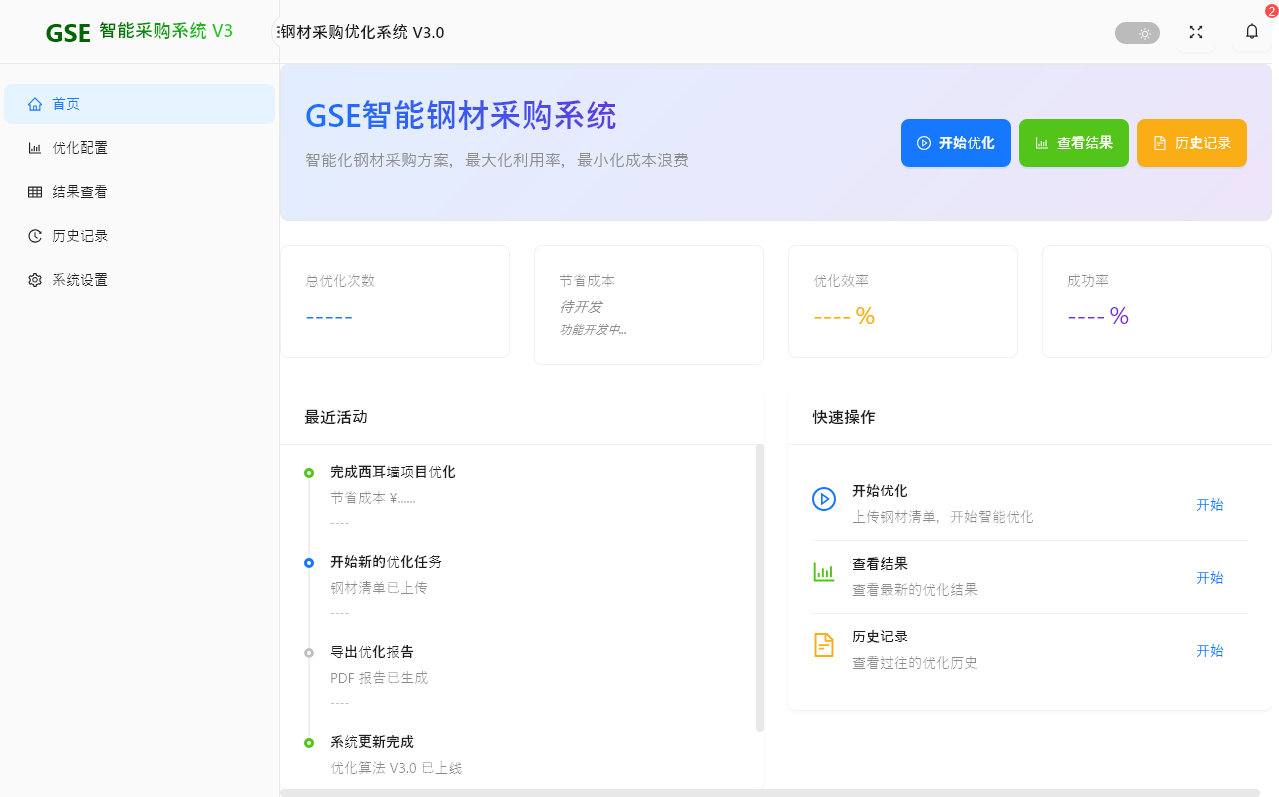 GSE 智能采购系统 V3
钢材采购优化系统 V3.0
2
首页
优化配置
结果查看
历史记录
系统设置
GSE智能钢材采购系统
智能化钢材采购方案，最大化利用率，最小化成本浪费
开始优化
查看结果
历史记录
总优化次数
-----
节省成本
待开发
功能开发中...
优化效率
---- %
成功率
---- %
最近活动
完成西耳墙项目优化
节省成本 ¥......
----
开始新的优化任务
钢材清单已上传
----
导出优化报告
PDF 报告已生成
----
系统更新完成
优化算法 V3.0 已上线
快速操作
开始优化
上传钢材清单，开始智能优化
开始
查看结果
查看最新的优化结果
开始
历史记录
查看过往的优化历史
开始